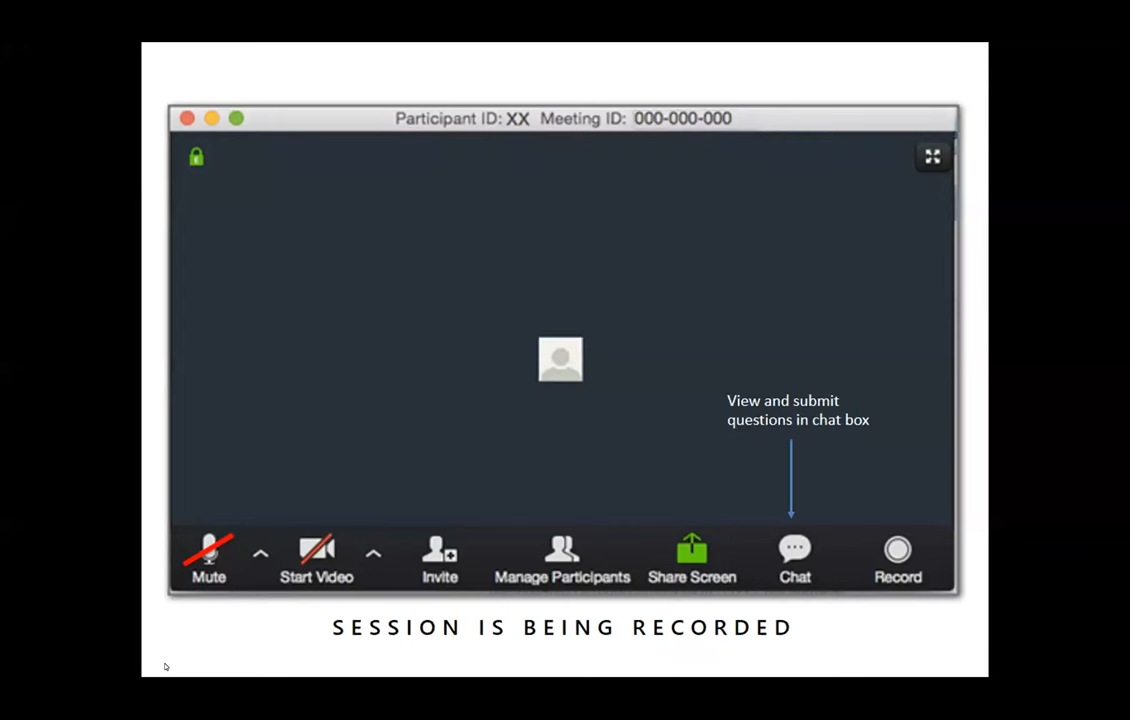 Participant ID: XX Meeting ID: 000-000-000
View and submit
questions in chat box
Mute Start Video Invite Manage Participants Share Screen Chat Record
SESSION IS BEING RECORDED